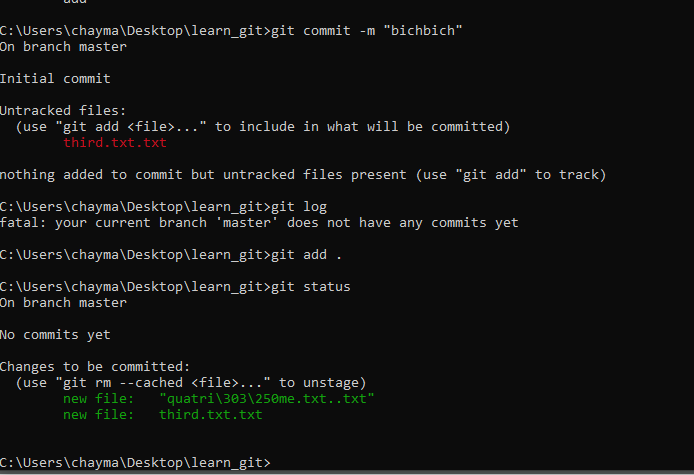 add
C:\Users\chayma\Desktop\learn_git>git commit -m "bichbich"
On branch master
Initial commit
Untracked files:
(use "git add <file>..." to include in what will be committed)
third.txt.txt
nothing added to commit but untracked files present (use "git add" to track)
C:\Users\chayma\Desktop\learn_git>git log
fatal: your current branch 'master' does not have any commits yet
C:\Users\chayma\Desktop\learn_git>git add .
C:\Users\chayma\Desktop\learn_git>git status
On branch master
No commits yet
Changes to be committed:
(use "git rm --cached <file>..." to unstage)
new file:   "quatri\303\250me.txt..txt"
new file:   third.txt.txt
C:\Users\chayma\Desktop\learn_git>